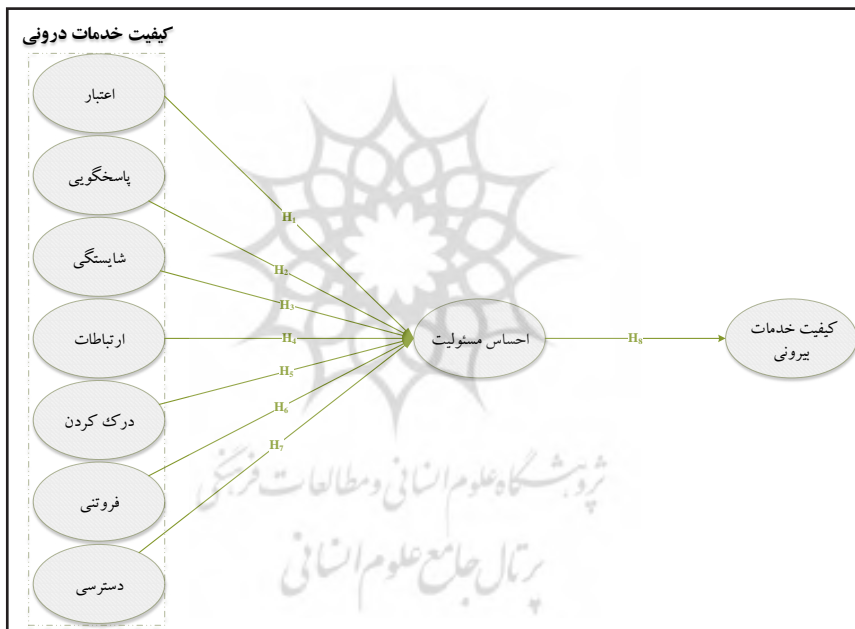 کیفیت خدمات درونی
اعتبار
پاسخگویی
شایستگی
ارتباطات
درک کردن
فروتنی
دسترسی
H₁
H₂
H₃
H₄
H₅
H₆
H₇
احساس مسئولیت
H₈
کیفیت خدمات
بیرونی
پژوهشگاه علوم انسانی و مطالعات فرهنگی
پرتال جامع علوم انسانی